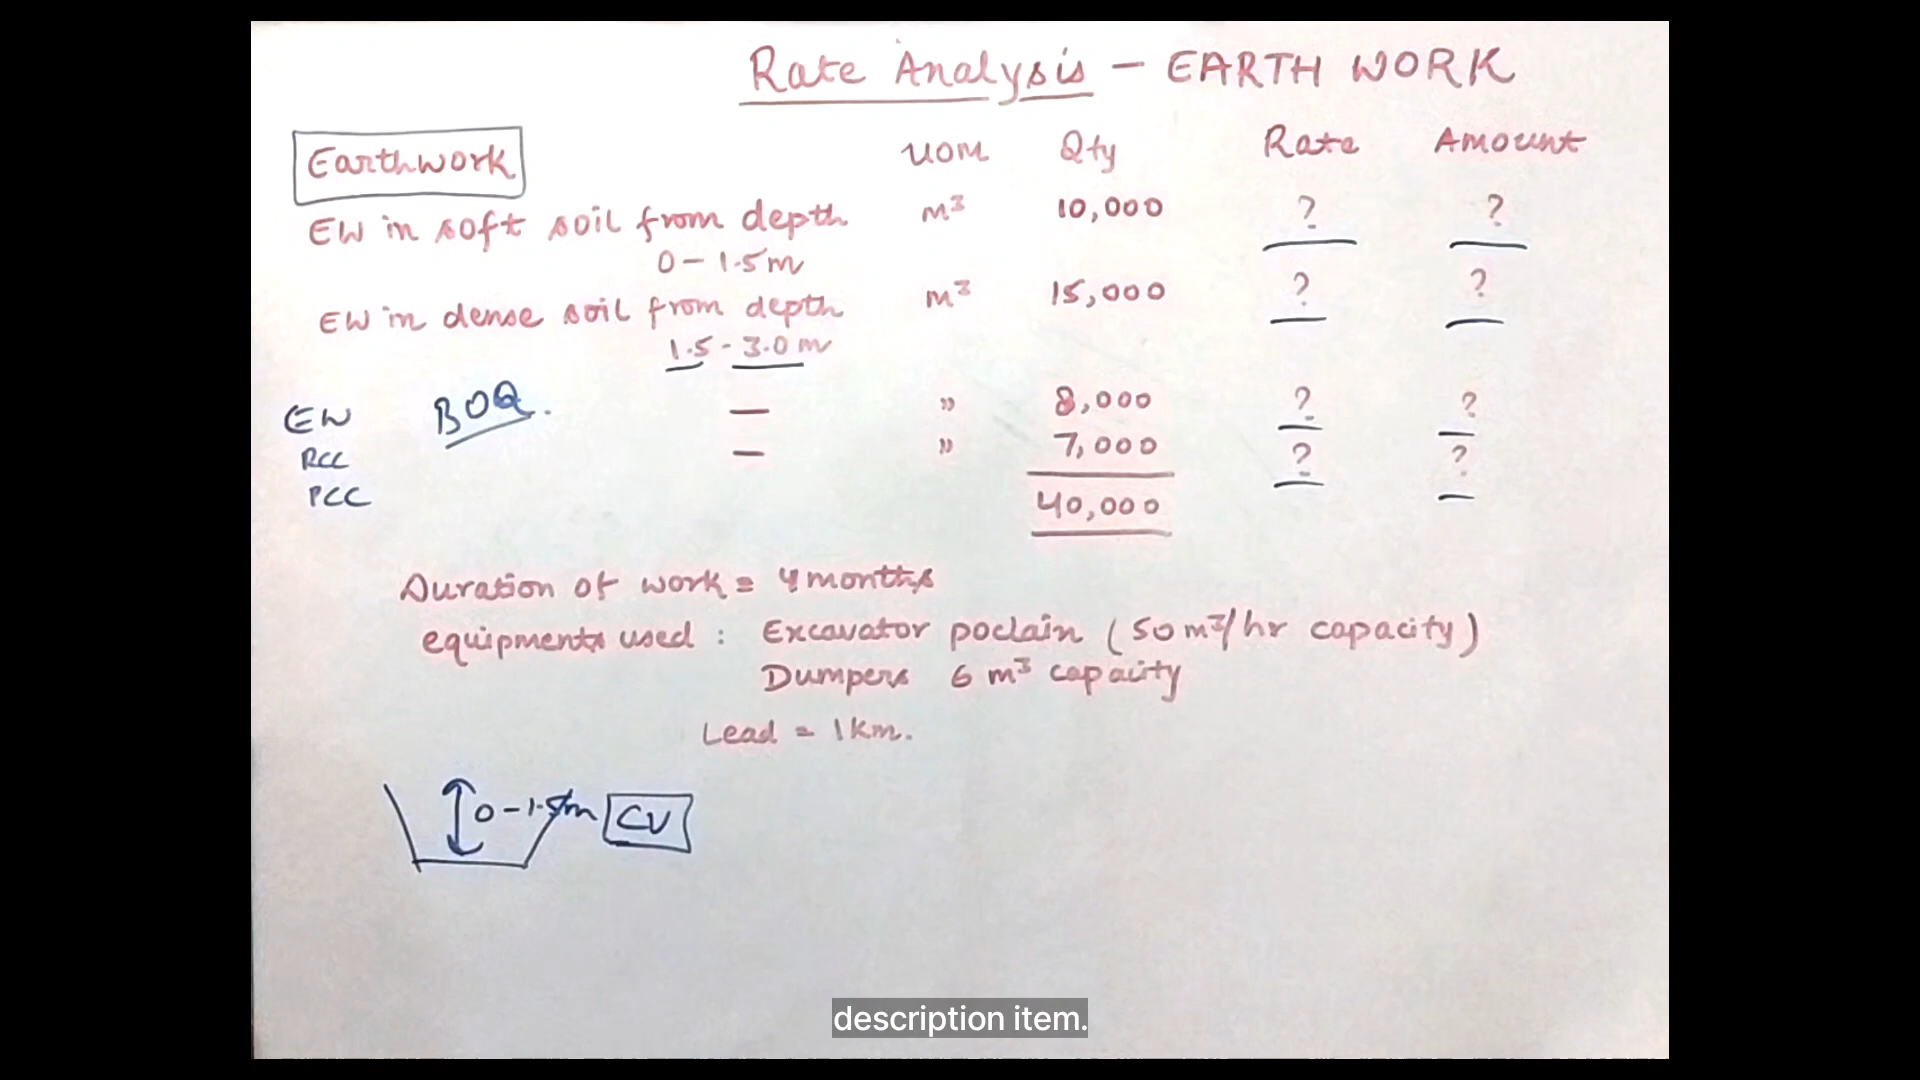 Rate Analysis - EARTH WORK
Earthwork UOM Qty Rate Amount
EW in soft soil from depth m³ 10,000 ? ?
0 - 1.5m
EW in dense soil from depth m³ 15,000 ? ?
1.5 - 3.0 m
EW BOQ. — " 8,000 ? ?
RCC — " 7,000 ? ?
PCC 40,000
Duration of work = 4 months
equipments used : Excavator poclain (50 m³/hr capacity)
Dumpers 6 m³ capacity
Lead = 1km.
0 - 1.5m CV
description item.